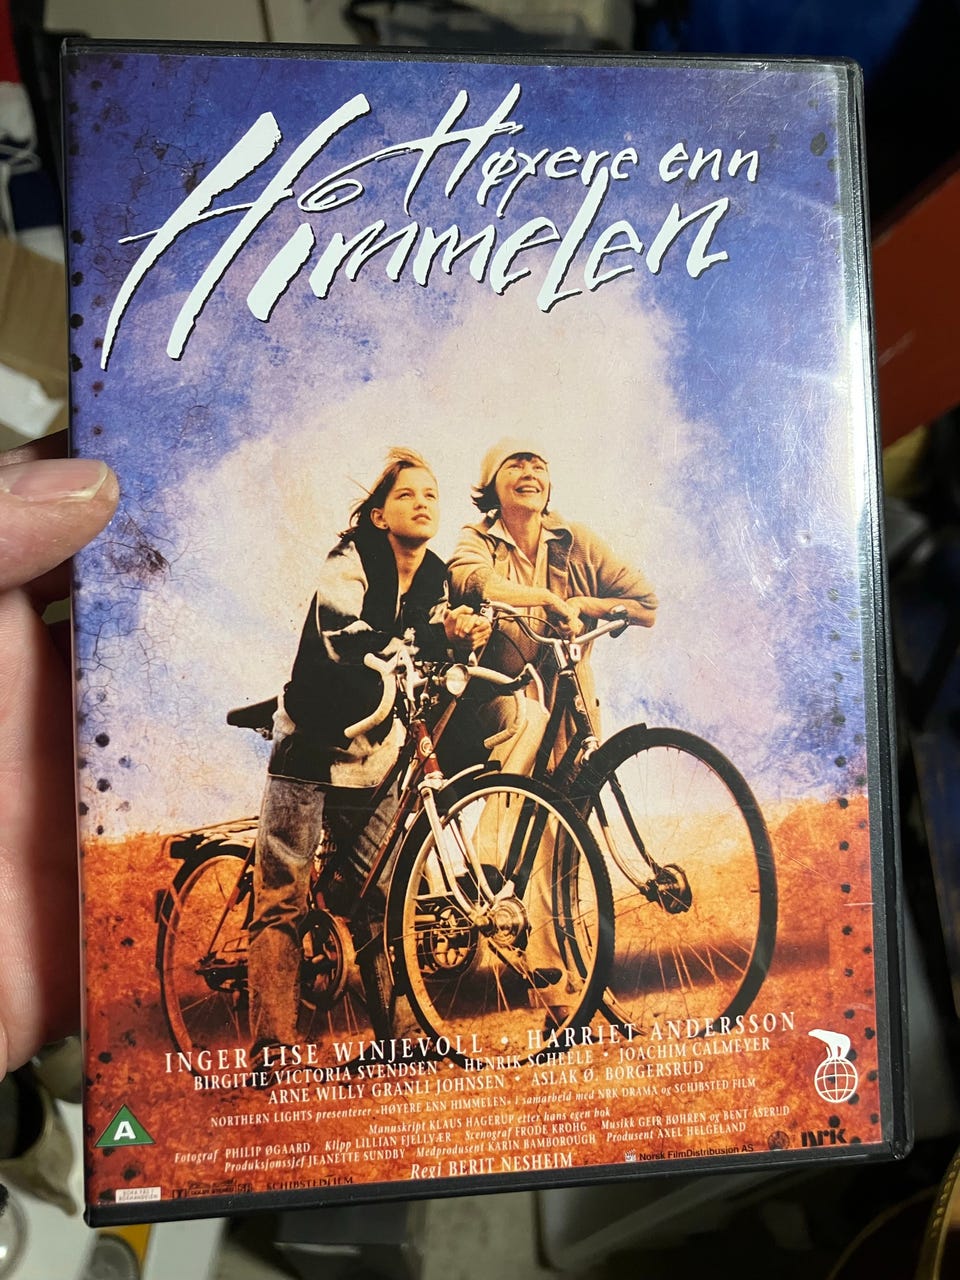 Høyere enn
Himmelen
INGER LISE WINJEVOLL • HARRIET ANDERSSON
BIRGITTE VICTORIA SVENDSEN • HENRIK SCHEELE • JOACHIM CALMEYER
ARNE WILLY GRANLI JOHNSEN • ASLAK Ø. BORGERSRUD
NORTHERN LIGHTS presenterer «HØYERE ENN HIMMELEN» i samarbeid med NRK DRAMA og SCHIBSTED FILM
Manuskript KLAUS HAGERUP etter hans egen bok
Musikk GEIR BØHREN og BENT ÅSERUD
Fotograf PHILIP ØGAARD Klipp LILLIAN FJELLVÆR Scenograf FRODE KROHG
Produksjonssjef JEANETTE SUNDBY Medprodusent KARIN BAMBOROUGH Produsent AXEL HELGELAND
Regi BERIT NESHEIM
A
Norsk FilmDistribusjon AS
nrk
DOLBY STEREO
SCHIBSTEDFILM